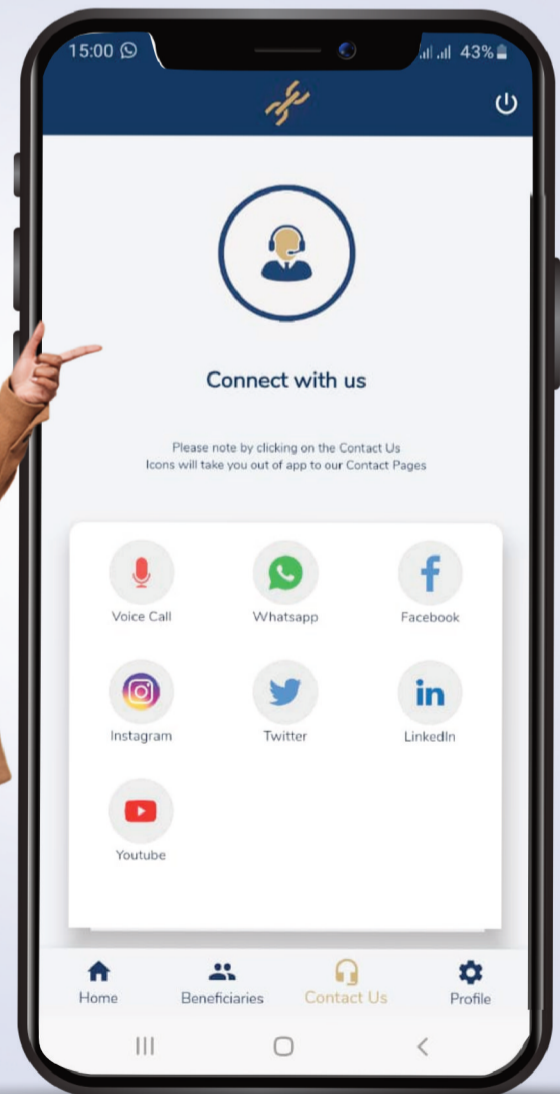 15:00 43%
Connect with us
Please note by clicking on the Contact Us
Icons will take you out of app to our Contact Pages
Voice Call Whatsapp Facebook
Instagram Twitter LinkedIn
Youtube
Home Beneficiaries Contact Us Profile